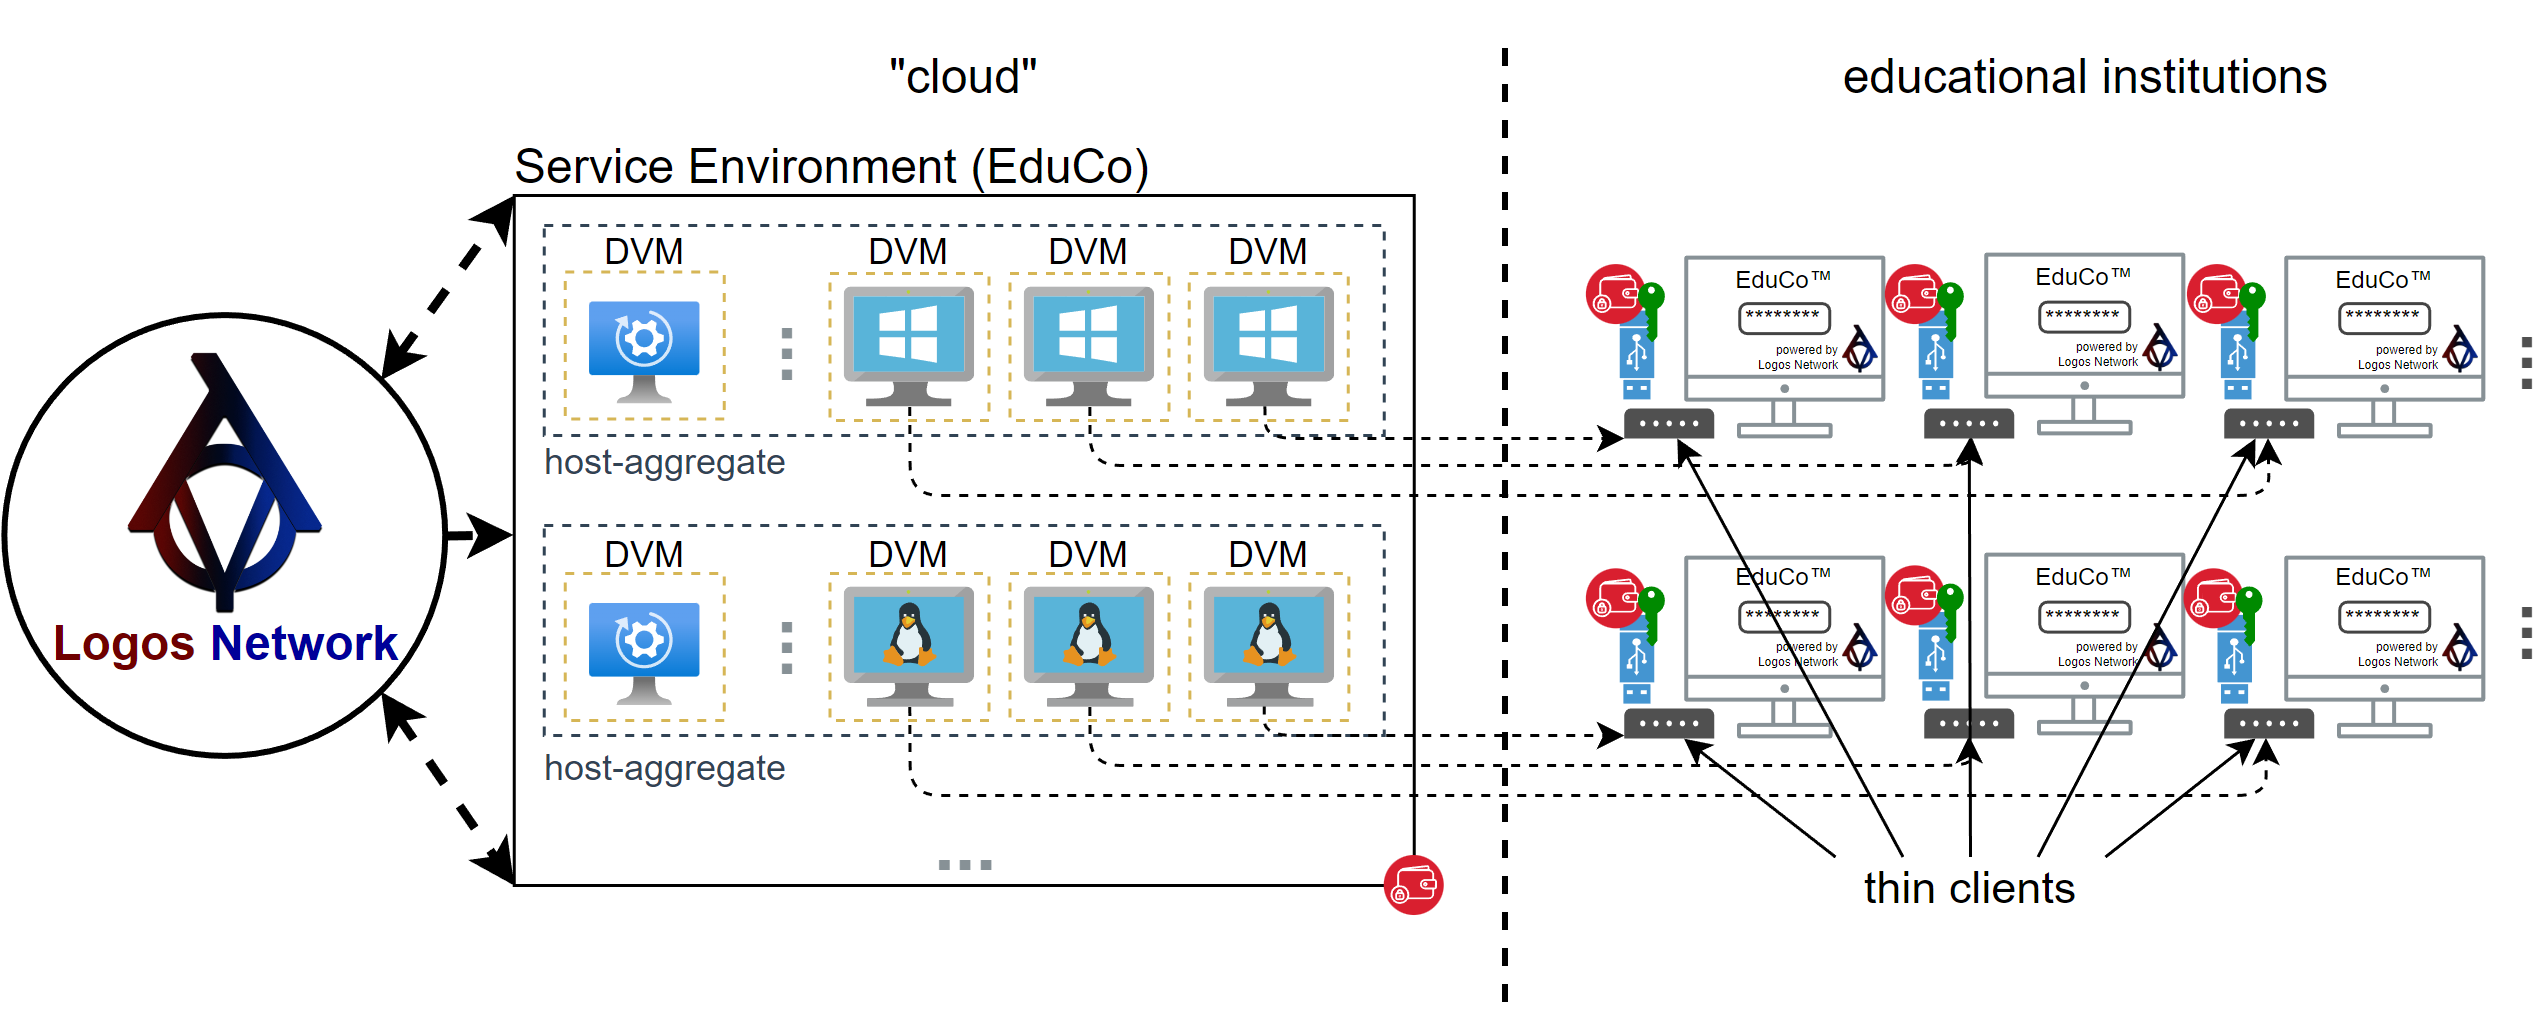 "cloud"
educational institutions
Service Environment (EduCo)
DVM
DVM
DVM
DVM
host-aggregate
DVM
DVM
DVM
DVM
host-aggregate
Logos Network
EduCo™
********
powered by
Logos Network
EduCo™
********
powered by
Logos Network
EduCo™
********
powered by
Logos Network
EduCo™
********
powered by
Logos Network
EduCo™
********
powered by
Logos Network
EduCo™
********
powered by
Logos Network
thin clients